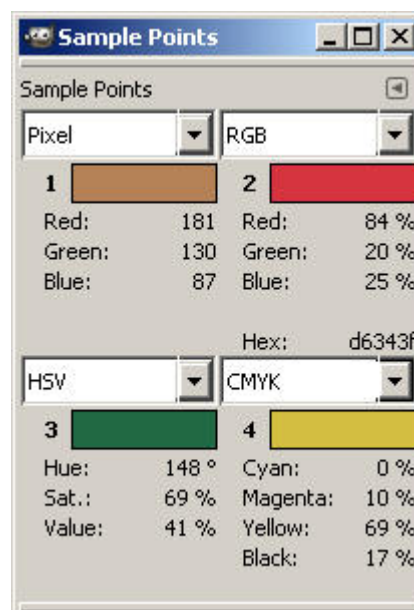 Sample Points
Sample Points
Pixel RGB
1 2
Red: 181 Red: 84 %
Green: 130 Green: 20 %
Blue: 87 Blue: 25 %
Hex: d6343f
HSV CMYK
3 4
Hue: 148 ° Cyan: 0 %
Sat.: 69 % Magenta: 10 %
Value: 41 % Yellow: 69 %
Black: 17 %